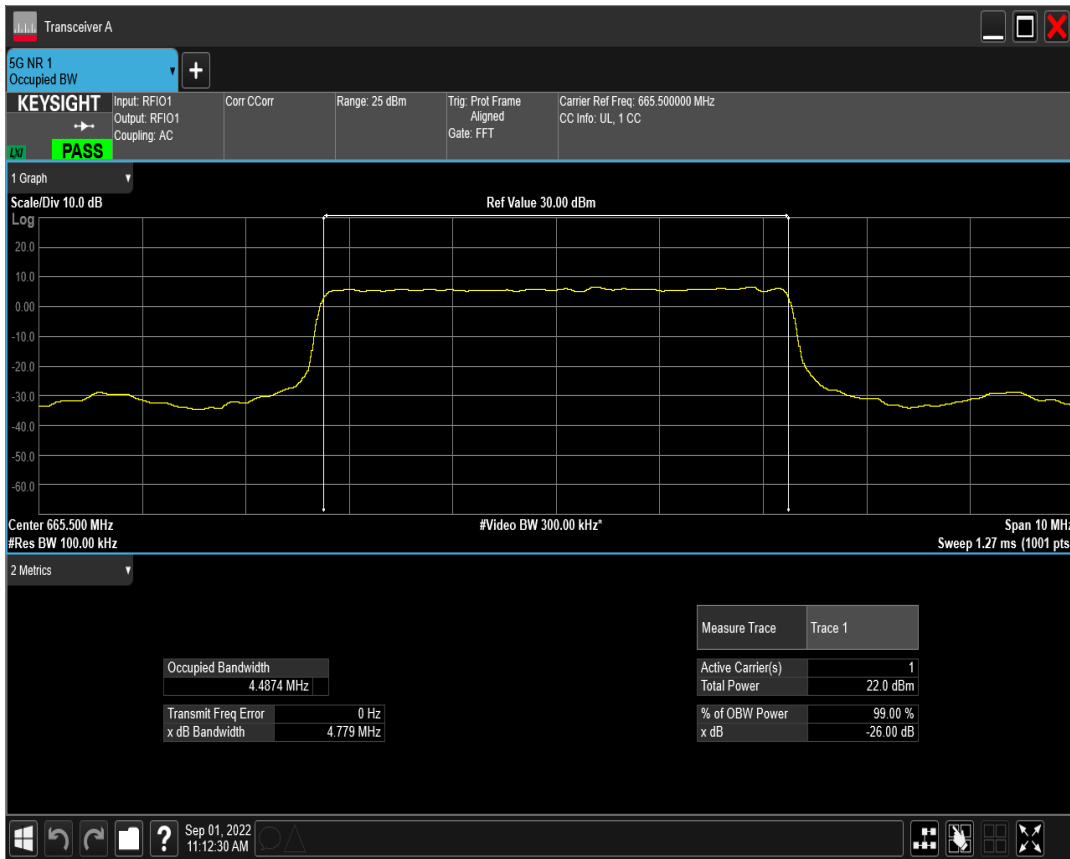 Transceiver A
5G NR 1
Occupied BW
KEYSIGHT
LXI
PASS
Input: RFIO1
Output: RFIO1
Coupling: AC
Corr CCorr
Range: 25 dBm
Trig: Prot Frame
Aligned
Gate: FFT
Carrier Ref Freq: 665.500000 MHz
CC Info: UL, 1 CC
1 Graph
Scale/Div 10.0 dB
Ref Value 30.00 dBm
Log
20.0
10.0
0.00
-10.0
-20.0
-30.0
-40.0
-50.0
-60.0
Center 665.500 MHz
#Video BW 300.00 kHz*
Span 10 MHz
#Res BW 100.00 kHz
Sweep 1.27 ms (1001 pts
2 Metrics
Measure Trace Trace 1
Occupied Bandwidth
4.4874 MHz
Active Carrier(s) 1
Total Power 22.0 dBm
Transmit Freq Error 0 Hz
x dB Bandwidth 4.779 MHz
% of OBW Power 99.00 %
x dB -26.00 dB
?
Sep 01, 2022
11:12:30 AM